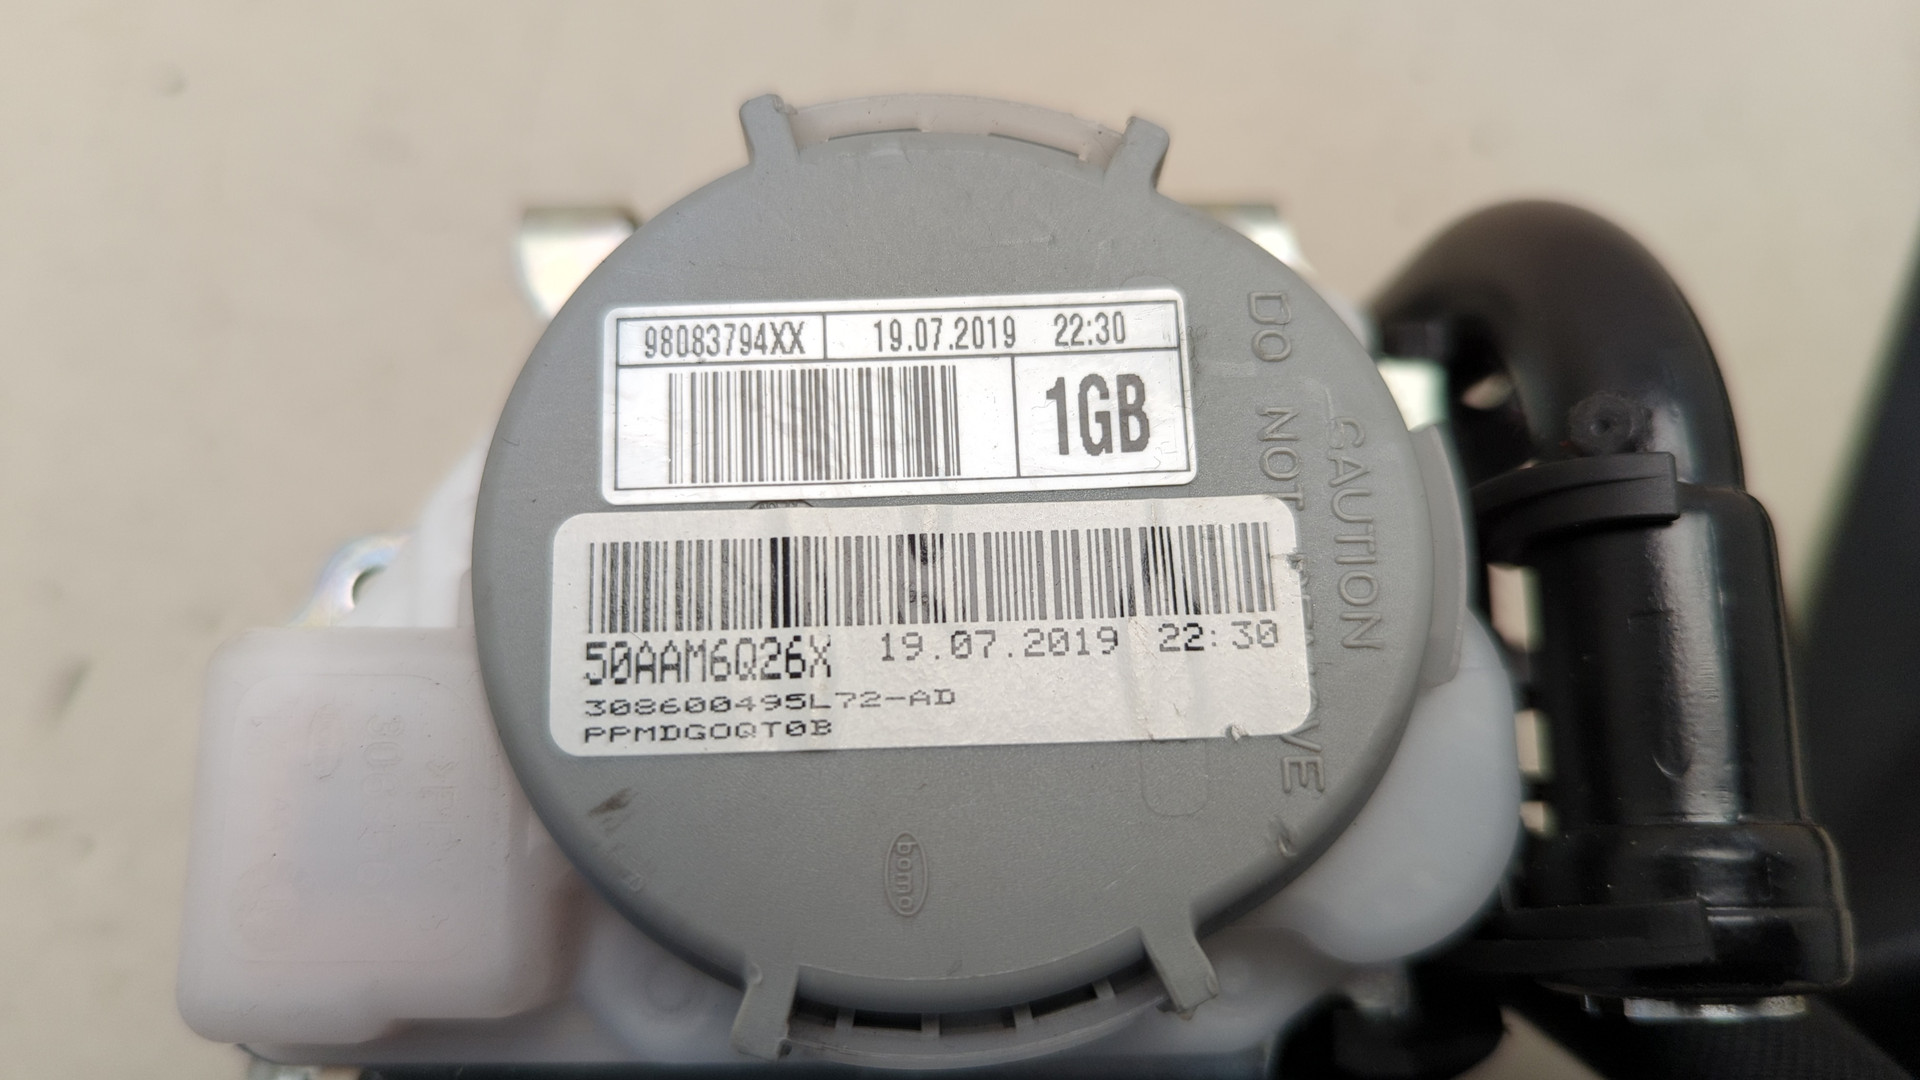 98083794XX 19.07.2019 22:30
1GB
50AAM6Q26X 19.07.2019 22:30
308600495L72-AD
PPMDGOQT0B
CAUTION
DO NOT
bomo